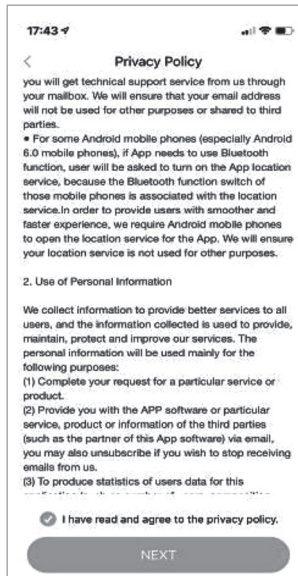 17:43
Privacy Policy
you will get technical support service from us through
your mailbox. We will ensure that your email address
will not be used for other purposes or shared to third
parties.
• For some Android mobile phones (especially Android
6.0 mobile phones), if App needs to use Bluetooth
function, user will be asked to turn on the App location
service, because the Bluetooth function switch of
those mobile phones is associated with the location
service.In order to provide users with smoother and
faster experience, we require Android mobile phones
to open the location service for the App. We will ensure
your location service is not used for other purposes.
2. Use of Personal Information
We collect information to provide better services to all
users, and the information collected is used to provide,
maintain, protect and improve our services. The
personal information will be used mainly for the
following purposes:
(1) Complete your request for a particular service or
product.
(2) Provide you with the APP software or particular
service, product or information of the third parties
(such as the partner of this App software) via email,
you may also unsubscribe if you wish to stop receiving
emails from us.
(3) To produce statistics of users data for this
I have read and agree to the privacy policy.
NEXT